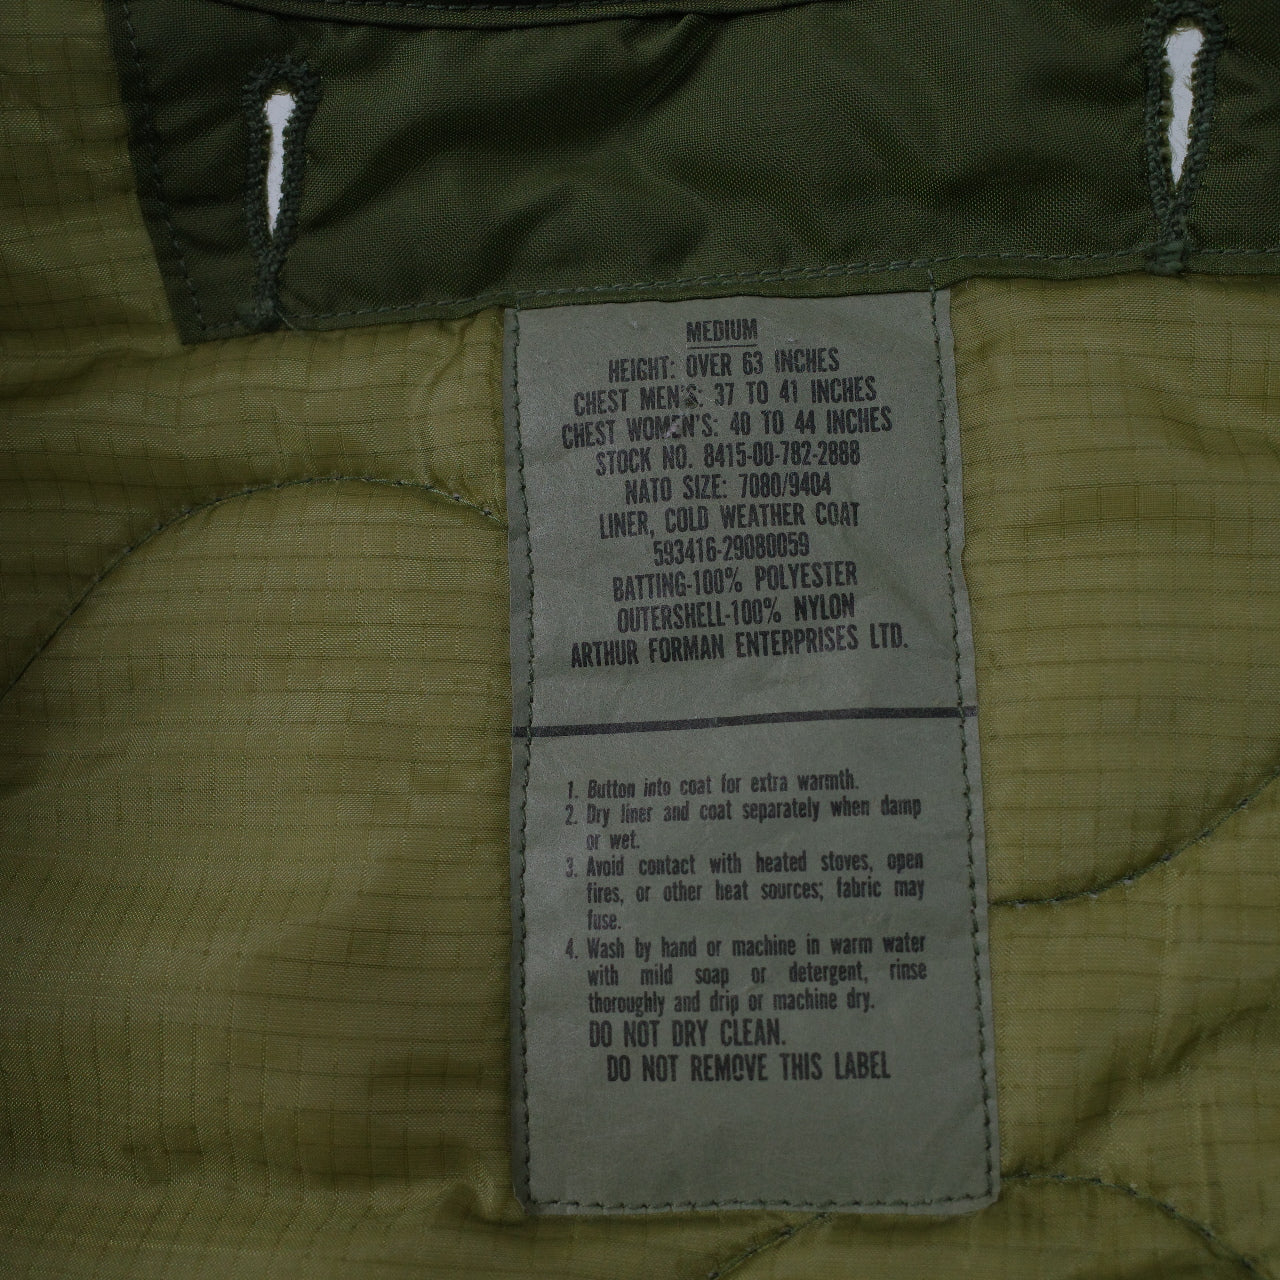 MEDIUM
HEIGHT: OVER 63 INCHES
CHEST MEN'S: 37 TO 41 INCHES
CHEST WOMEN'S: 40 TO 44 INCHES
STOCK NO. 8415-00-782-2888
NATO SIZE: 7080/9404
LINER, COLD WEATHER COAT
593416-29080059
BATTING-100% POLYESTER
OUTERSHELL-100% NYLON
ARTHUR FORMAN ENTERPRISES LTD.
1. Button into coat for extra warmth.
2. Dry liner and coat separately when damp
or wet.
3. Avoid contact with heated stoves, open
fires, or other heat sources; fabric may
fuse.
4. Wash by hand or machine in warm water
with mild soap or detergent, rinse
thoroughly and drip or machine dry.
DO NOT DRY CLEAN.
DO NOT REMOVE THIS LABEL